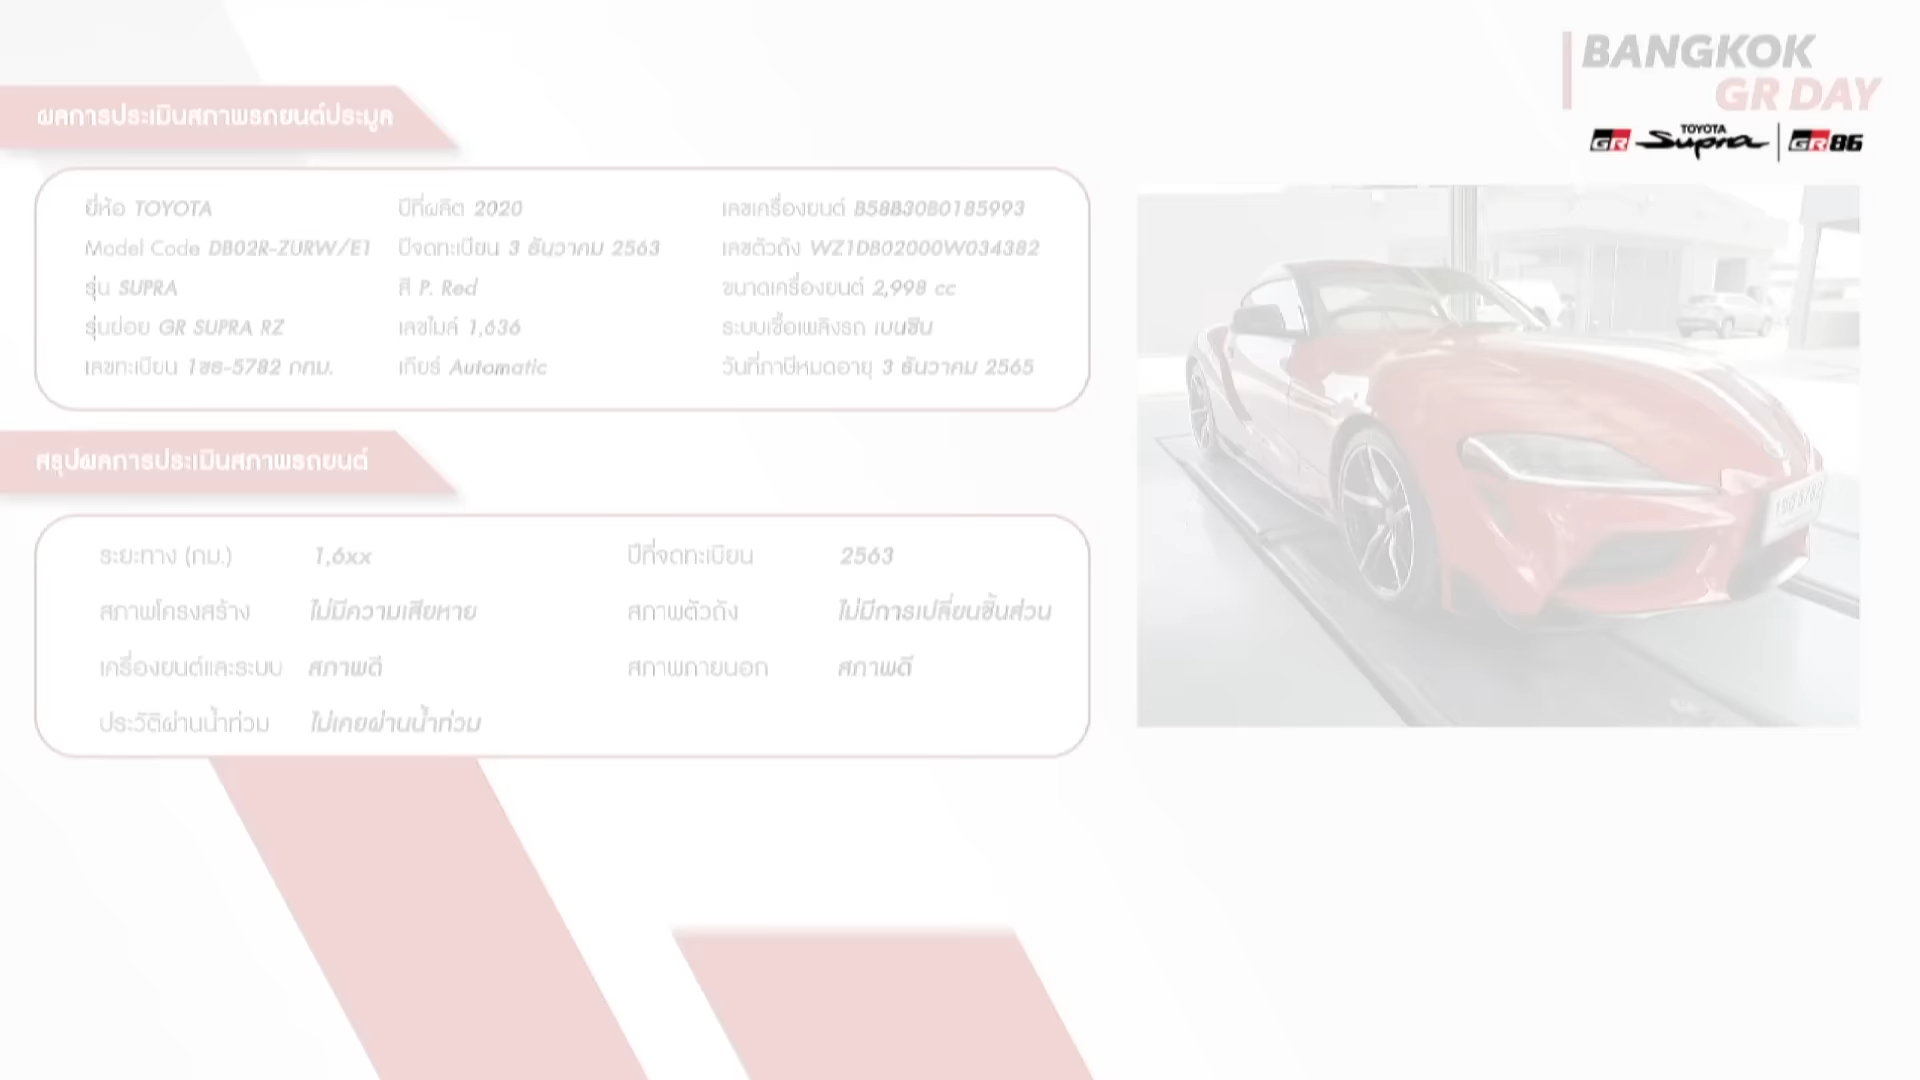 BANGKOK
GR DAY
GR TOYOTA Supra GR86
ผลการประเมินสภาพรถยนต์ประมูล
ยี่ห้อ TOYOTA
Model Code DB02R-ZURW/E1
รุ่น SUPRA
รุ่นย่อย GR SUPRA RZ
เลขทะเบียน 1ขธ-5782 กทม.
ปีที่ผลิต 2020
ปีจดทะเบียน 3 ธันวาคม 2563
สี P. Red
เลขไมล์ 1,636
เกียร์ Automatic
เลขเครื่องยนต์ B58B30B0185993
เลขตัวถัง WZ1DB02000W034382
ขนาดเครื่องยนต์ 2,998 cc
ระบบเชื้อเพลิงรถ เบนซิน
วันที่ภาษีหมดอายุ 3 ธันวาคม 2565
สรุปผลการประเมินสภาพรถยนต์
ระยะทาง (กม.) 1,6xx
สภาพโครงสร้าง ไม่มีความเสียหาย
เครื่องยนต์และระบบ สภาพดี
ประวัติผ่านน้ำท่วม ไม่เคยผ่านน้ำท่วม
ปีที่จดทะเบียน 2563
สภาพตัวถัง ไม่มีการเปลี่ยนชิ้นส่วน
สภาพภายนอก สภาพดี